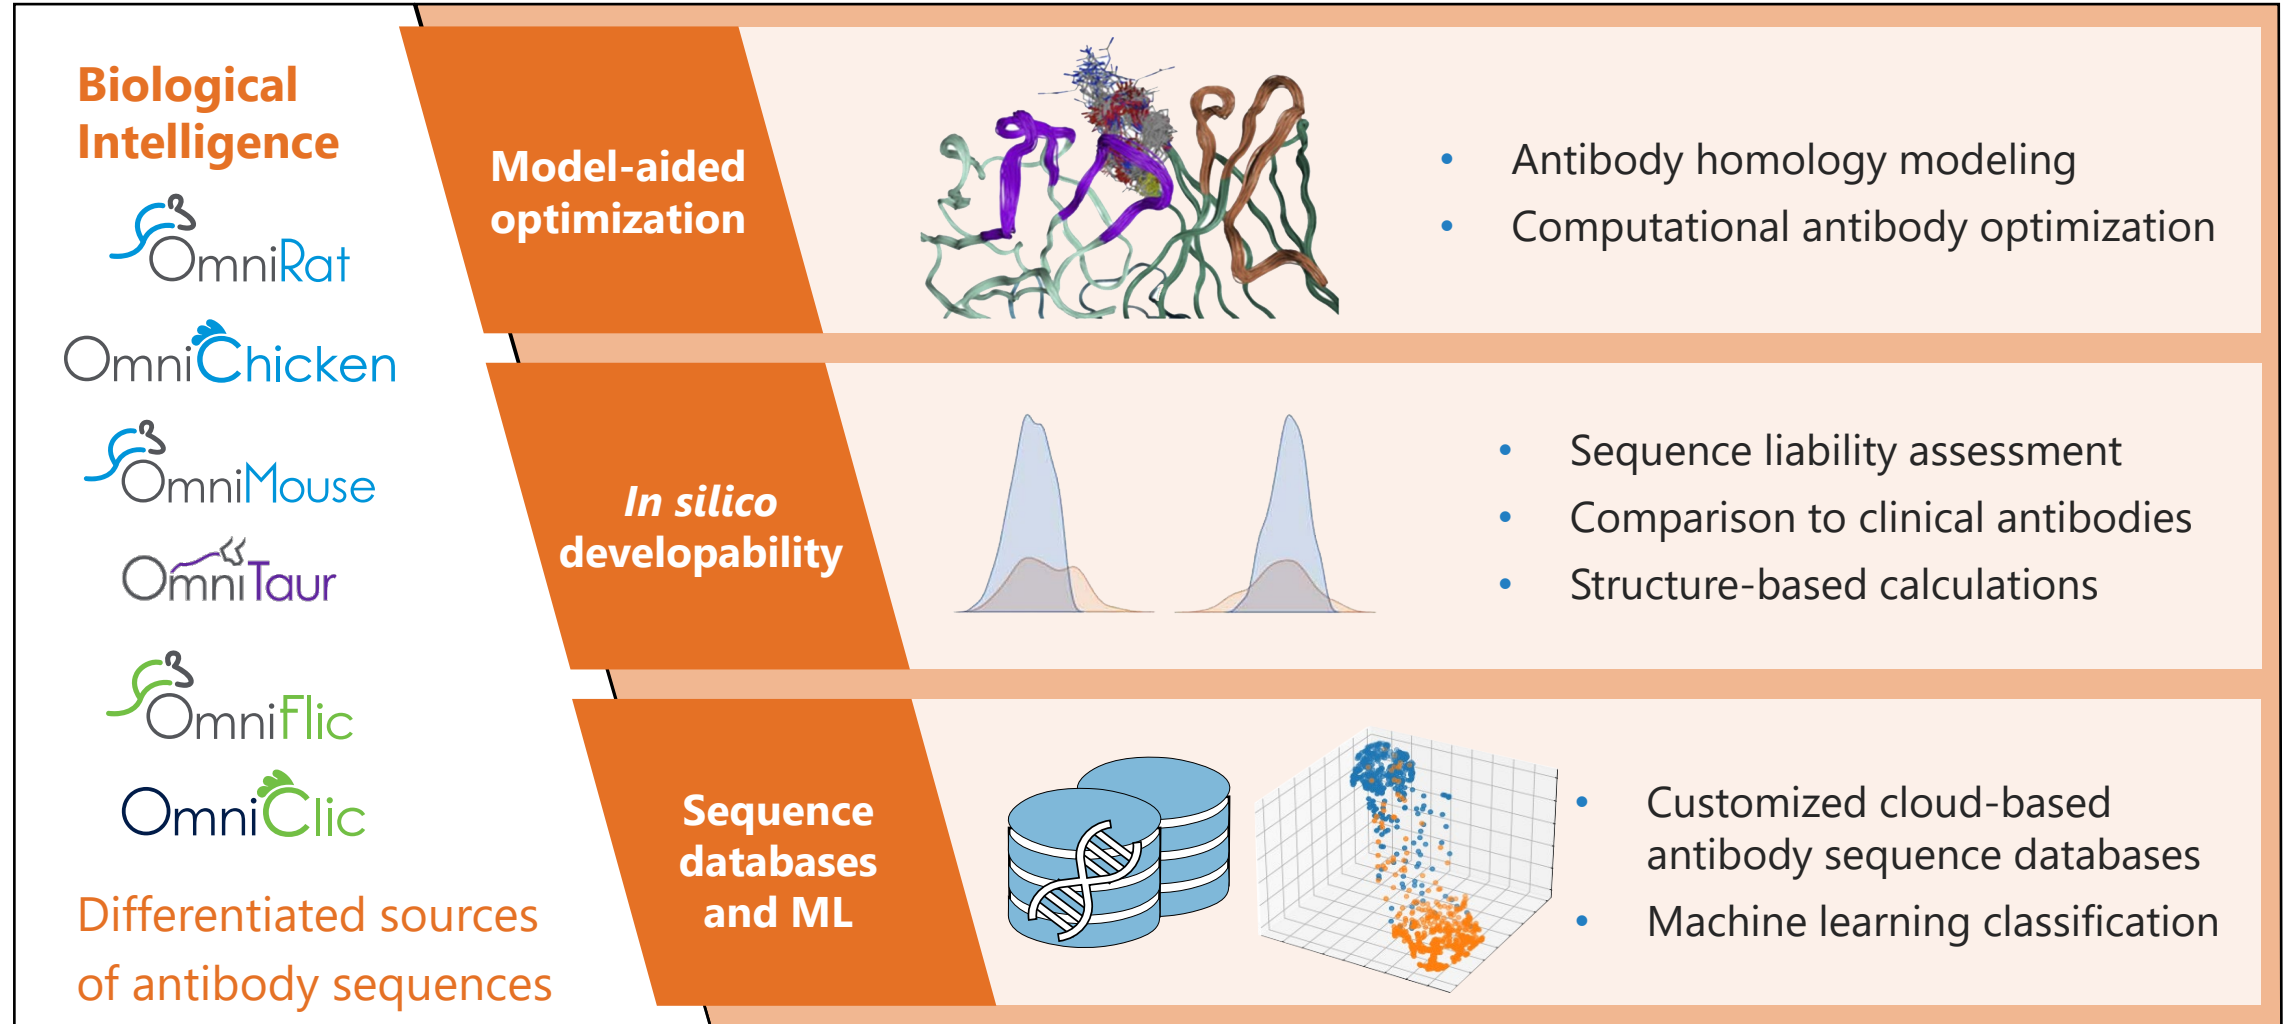 Biological
Intelligence
OmniRat
OmniChicken
OmniMouse
OmniTaur
OmniFlic
OmniClic
Differentiated sources
of antibody sequences
Model-aided
optimization
• Antibody homology modeling
• Computational antibody optimization
In silico
developability
• Sequence liability assessment
• Comparison to clinical antibodies
• Structure-based calculations
Sequence
databases
and ML
• Customized cloud-based
antibody sequence databases
• Machine learning classification